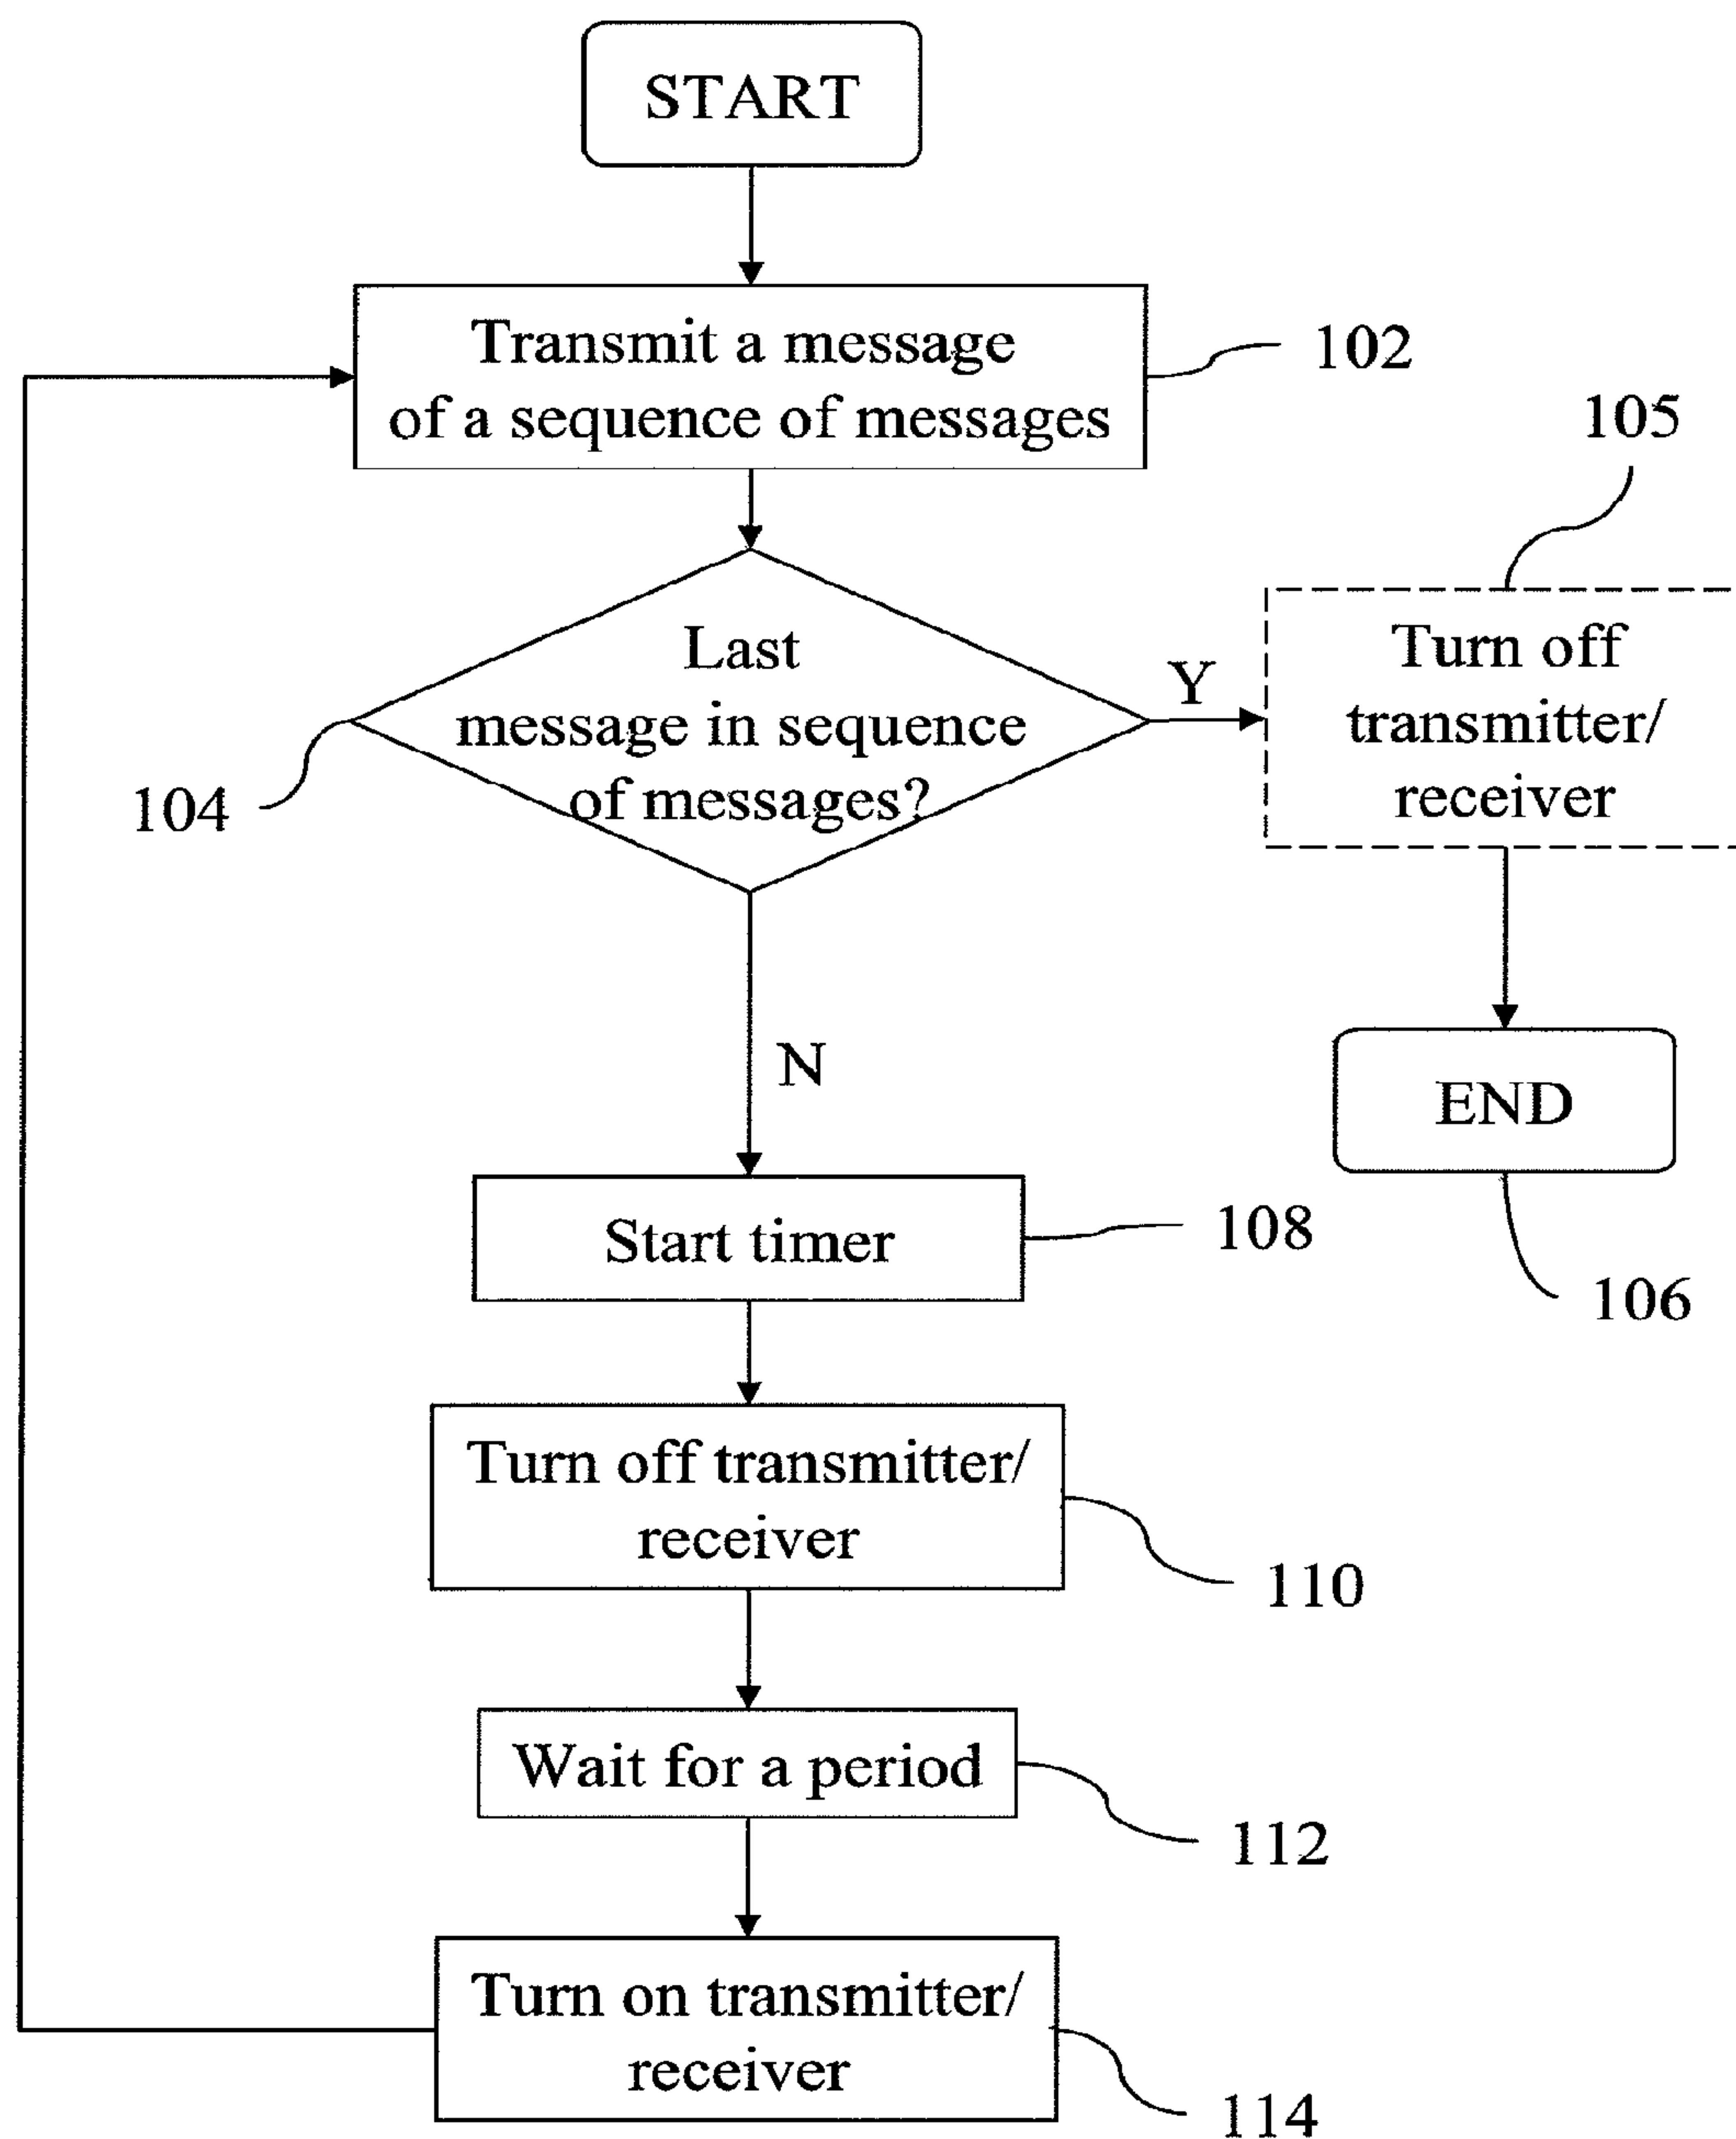 START
Transmit a message
of a sequence of messages
102
105
Last
message in sequence
of messages?
104
Y
Turn off
transmitter/
receiver
N
END
106
Start timer
108
Turn off transmitter/
receiver
110
Wait for a period
112
Turn on transmitter/
receiver
114